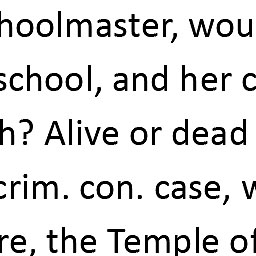 hoolmaster, wou
school, and her c
h? Alive or dead
crim. con. case, w
re, the Temple of